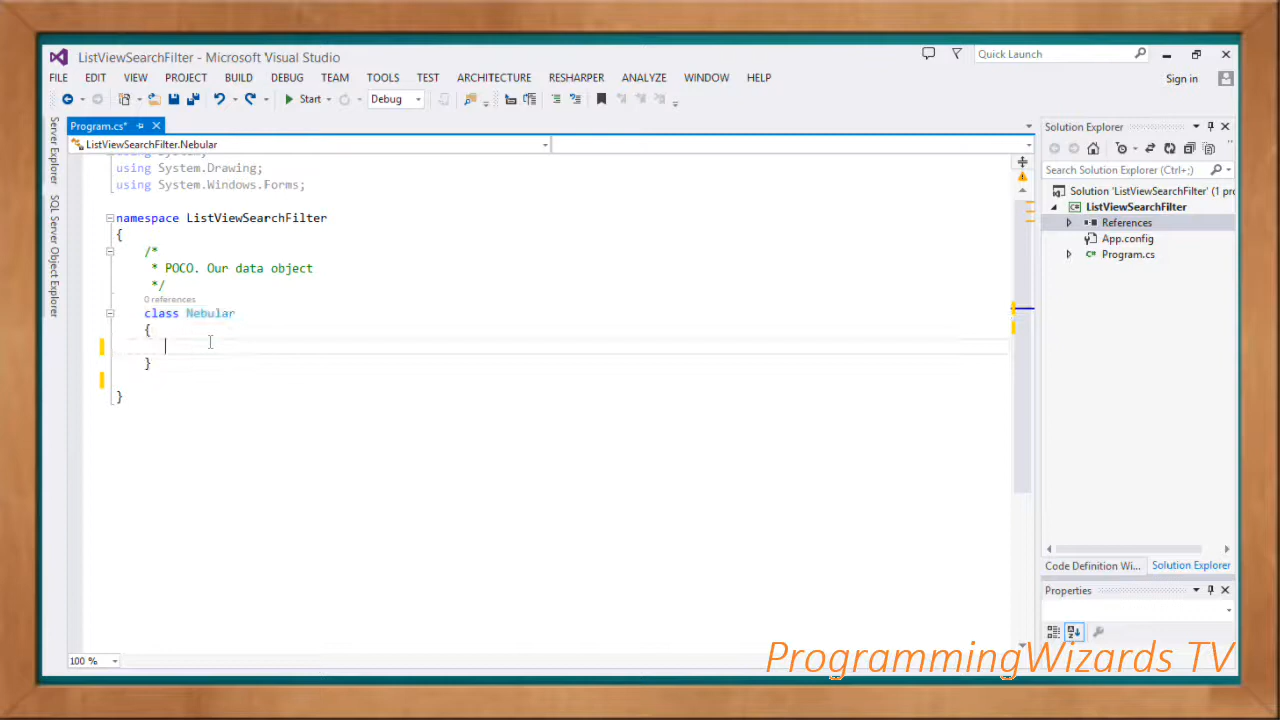 ListViewSearchFilter - Microsoft Visual Studio
Quick Launch
FILE EDIT VIEW PROJECT BUILD DEBUG TEAM TOOLS TEST ARCHITECTURE RESHARPER ANALYZE WINDOW HELP
Sign in
Start
Debug
Server Explorer
SQL Server Object Explorer
Program.cs*
ListViewSearchFilter.Nebular
using System;
using System.Drawing;
using System.Windows.Forms;
namespace ListViewSearchFilter
{
/*
* POCO. Our data object
*/
0 references
class Nebular
{
}
}
100 %
Solution Explorer
Search Solution Explorer (Ctrl+;)
Solution 'ListViewSearchFilter' (1 pro
ListViewSearchFilter
References
App.config
Program.cs
Code Definition Wi...
Solution Explorer
Properties
ProgrammingWizards TV